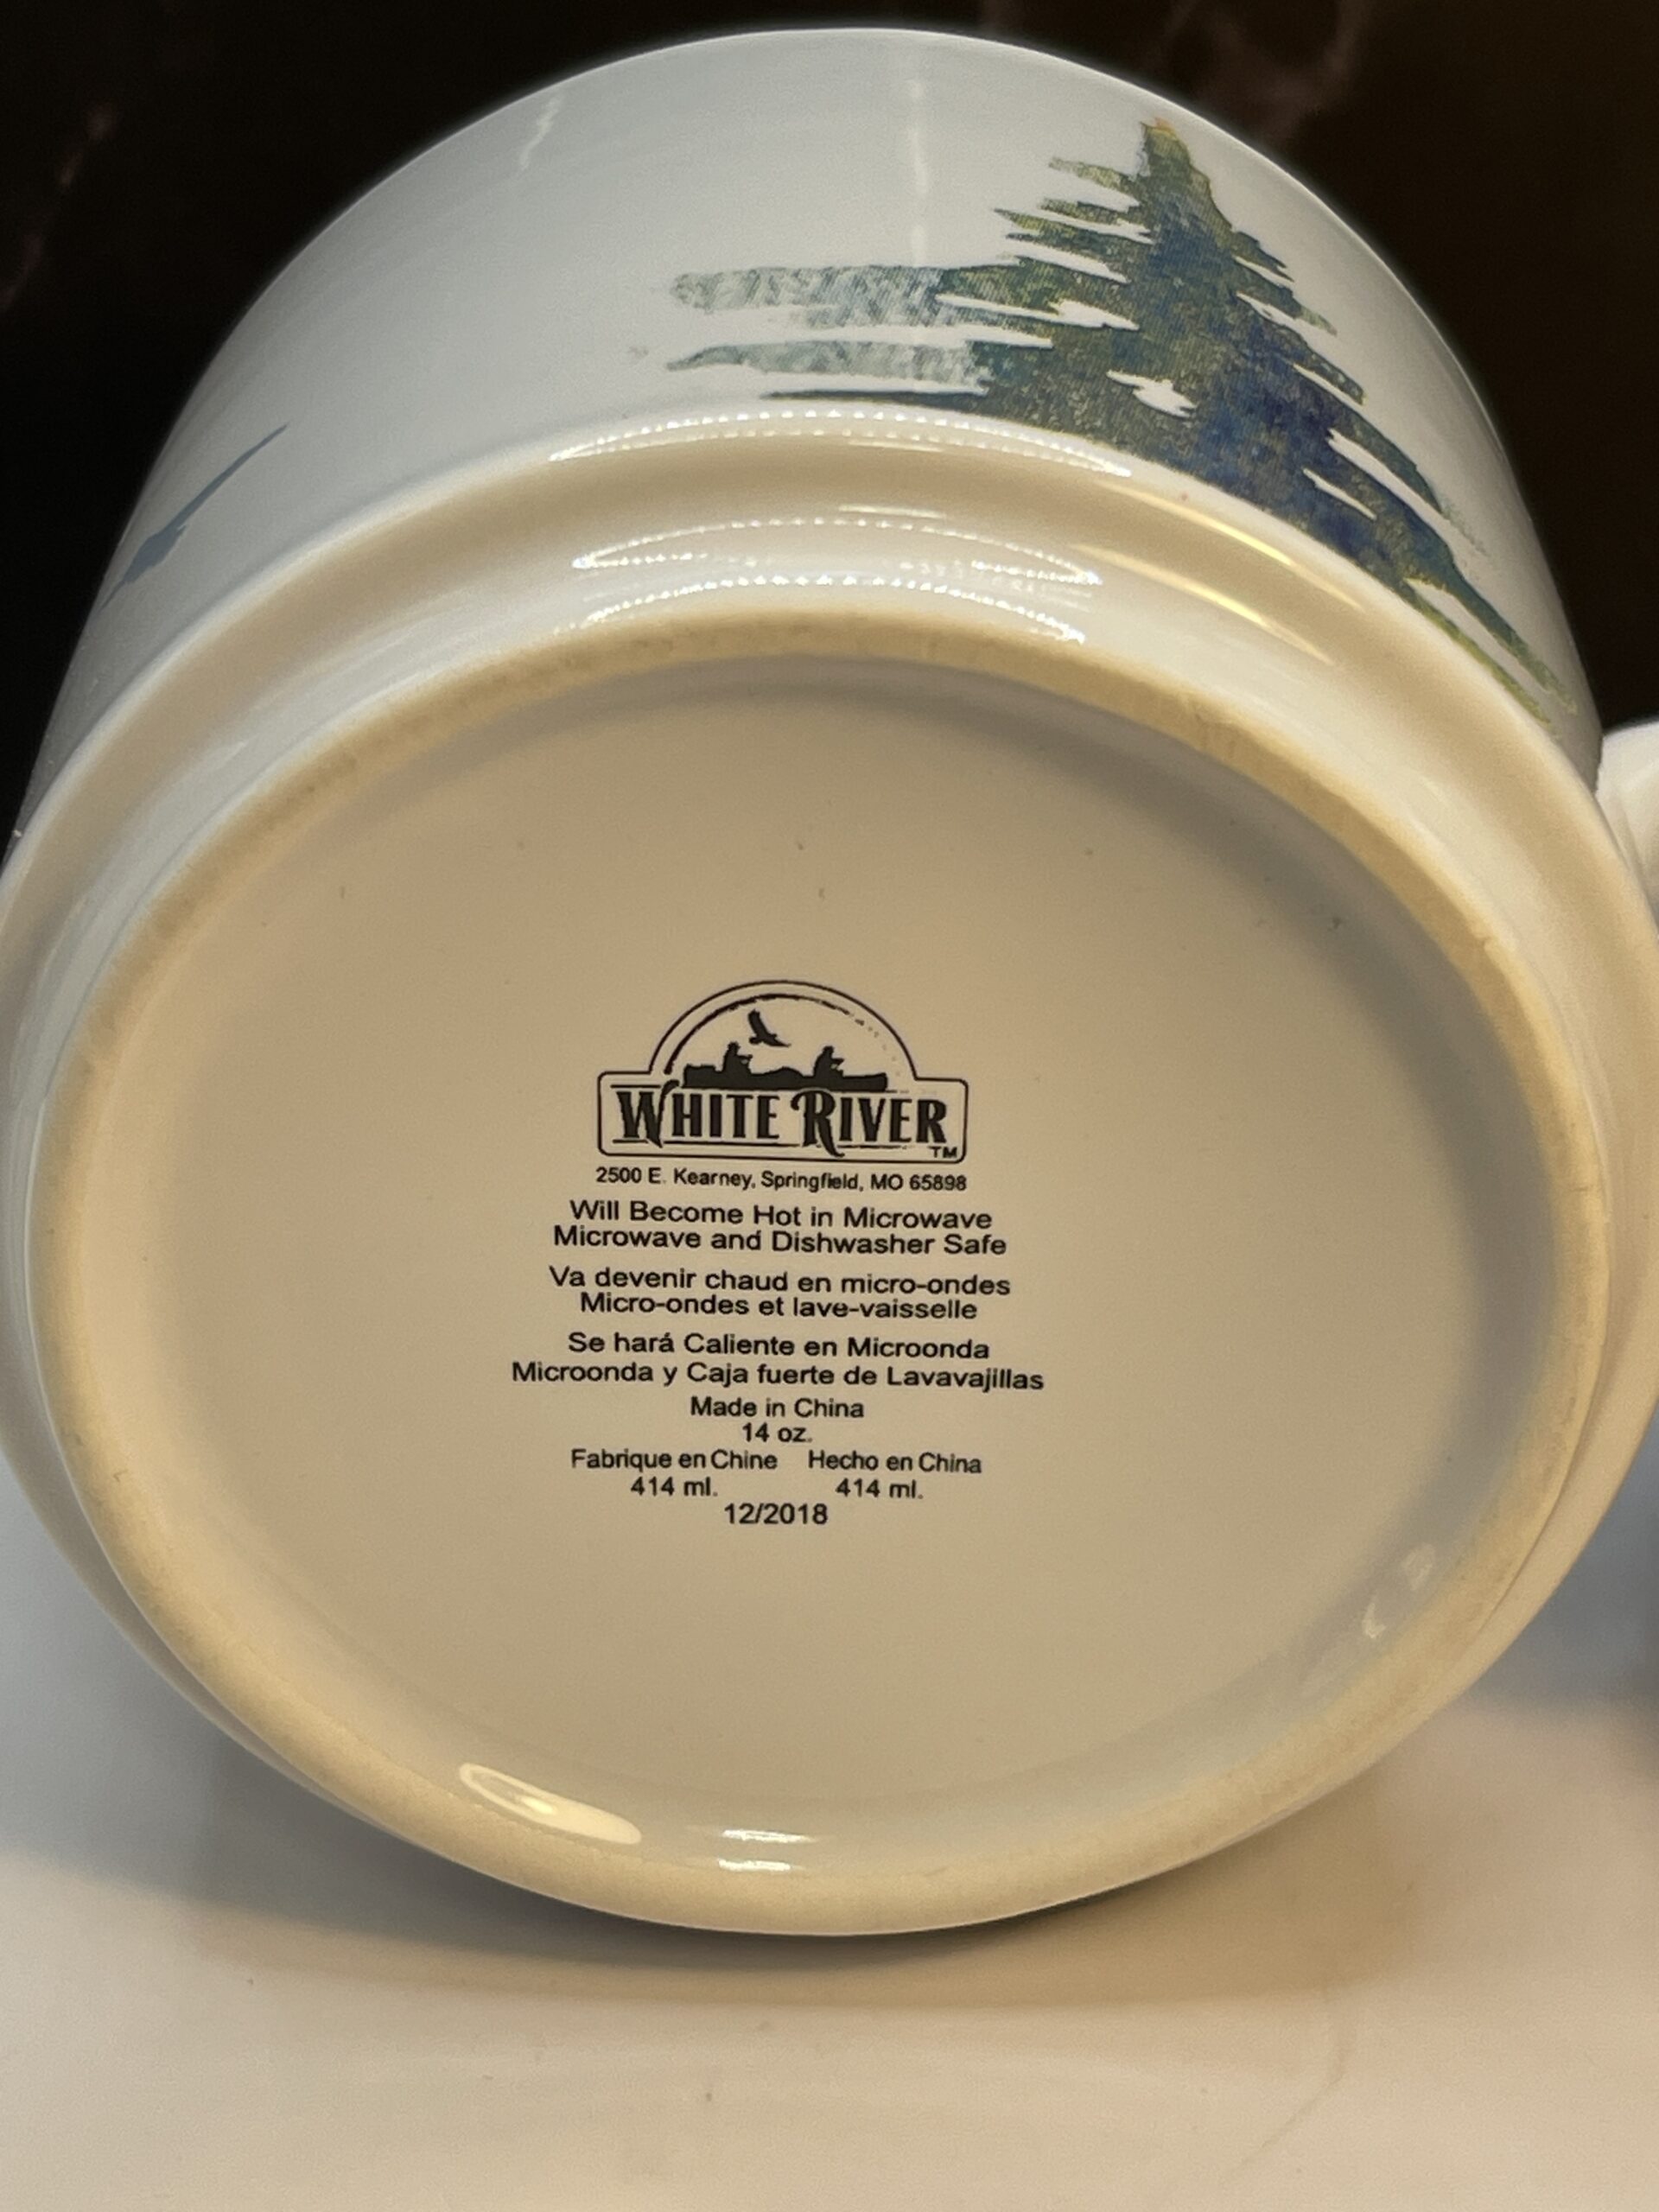 WHITE RIVER
TM
2500 E. Kearney, Springfield, MO 65898
Will Become Hot in Microwave
Microwave and Dishwasher Safe
Va devenir chaud en micro-ondes
Micro-ondes et lave-vaisselle
Se hará Caliente en Microonda
Microonda y Caja fuerte de Lavavajillas
Made in China
14 oz.
Fabrique en Chine Hecho en China
414 ml. 414 ml.
12/2018